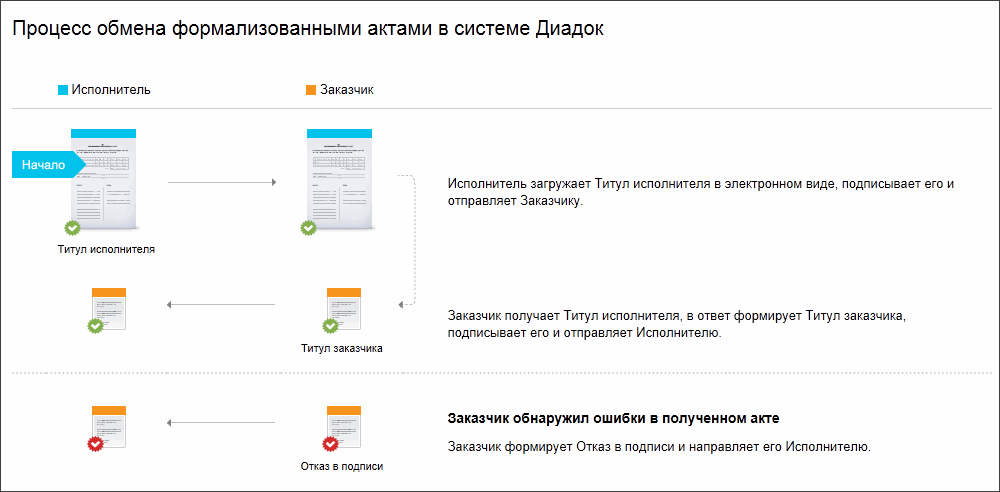 Процесс обмена формализованными актами в системе Диадок
Исполнитель
Заказчик
Начало
Исполнитель загружает Титул исполнителя в электронном виде, подписывает его и
отправляет Заказчику.
Титул исполнителя
Заказчик получает Титул исполнителя, в ответ формирует Титул заказчика,
подписывает его и отправляет Исполнителю.
Титул заказчика
Заказчик обнаружил ошибки в полученном акте
Заказчик формирует Отказ в подписи и направляет его Исполнителю.
Отказ в подписи